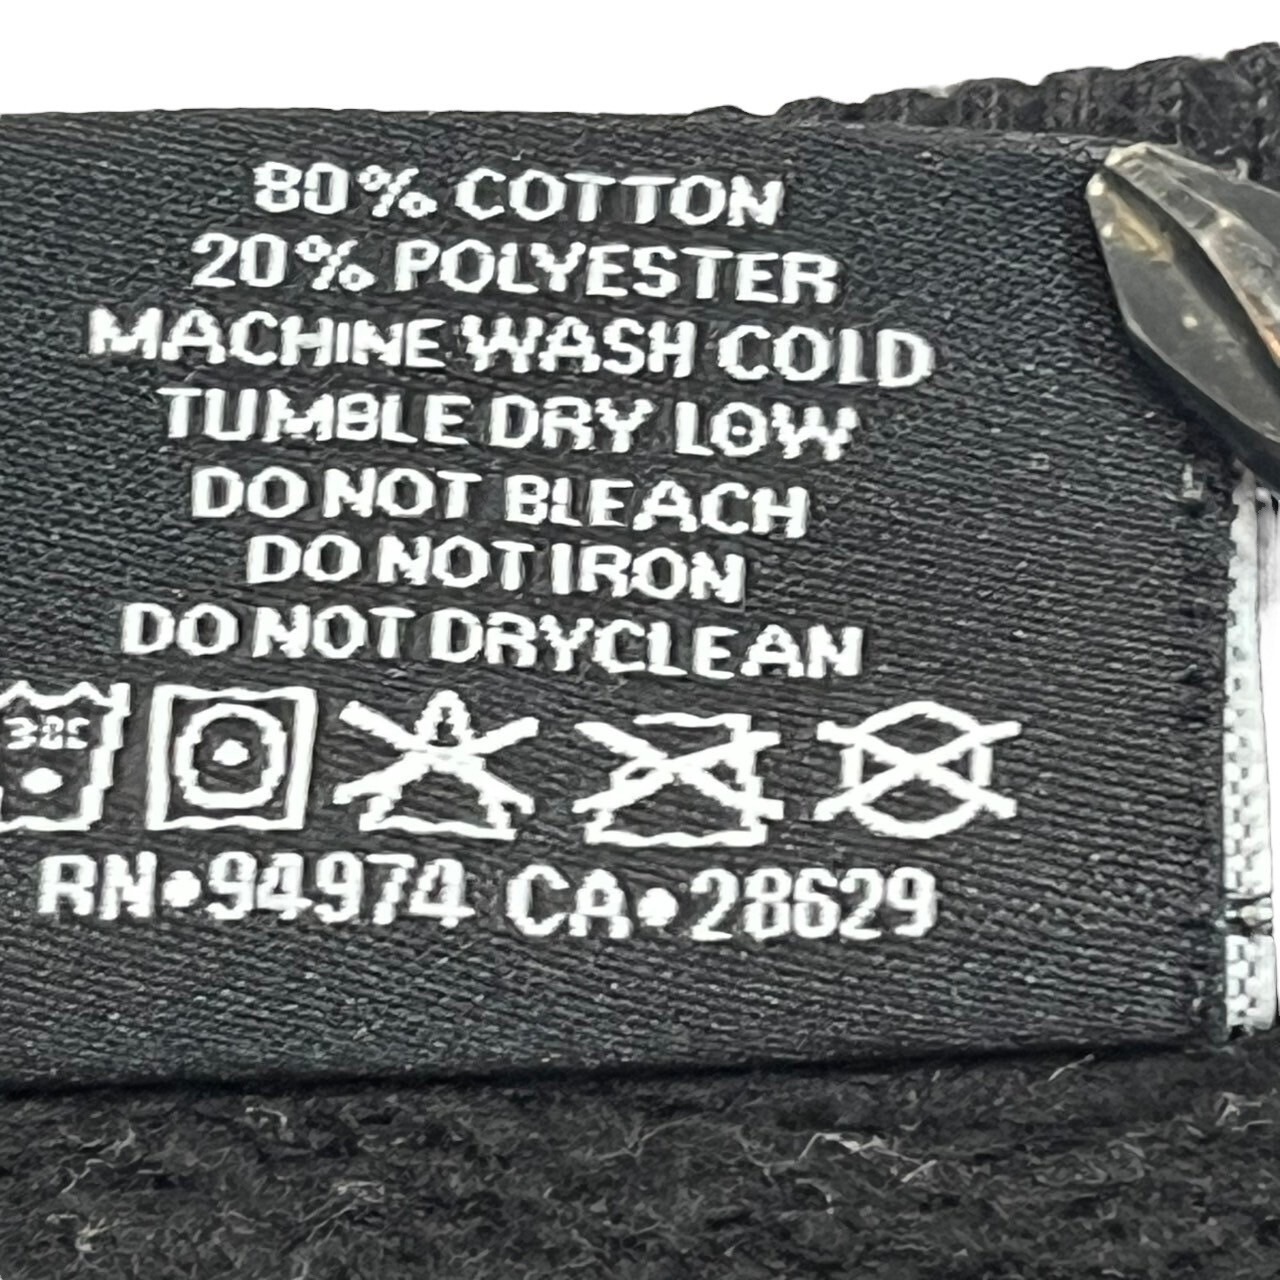 80% COTTON
20% POLYESTER
MACHINE WASH COLD
TUMBLE DRY LOW
DO NOT BLEACH
DO NOT IRON
DO NOT DRYCLEAN
30C
RN•94974 CA•28629